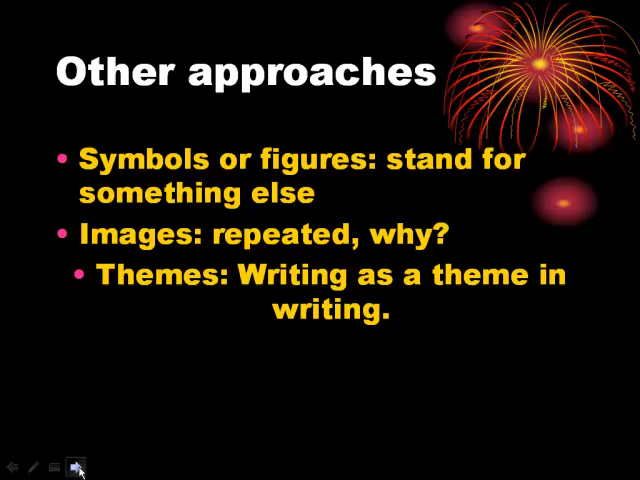 Other approaches
• Symbols or figures: stand for
something else
• Images: repeated, why?
• Themes: Writing as a theme in
writing.